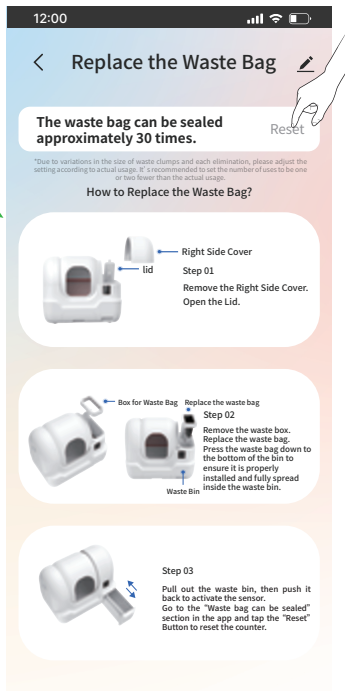 12:00
Replace the Waste Bag
The waste bag can be sealed
approximately 30 times.
Reset
*Due to variations in the size of waste clumps and each elimination, please adjust the
setting according to actual usage. It's recommended to set the number of uses to be one
or two fewer than the actual usage.
How to Replace the Waste Bag?
Right Side Cover
lid
Step 01
Remove the Right Side Cover.
Open the Lid.
Box for Waste Bag
Replace the waste bag
Step 02
Remove the waste box.
Replace the waste bag.
Press the waste bag down to
the bottom of the bin to
ensure it is properly
installed and fully spread
inside the waste bin.
Waste Bin
Step 03
Pull out the waste bin, then push it
back to activate the sensor.
Go to the “Waste bag can be sealed”
section in the app and tap the “Reset”
Button to reset the counter.